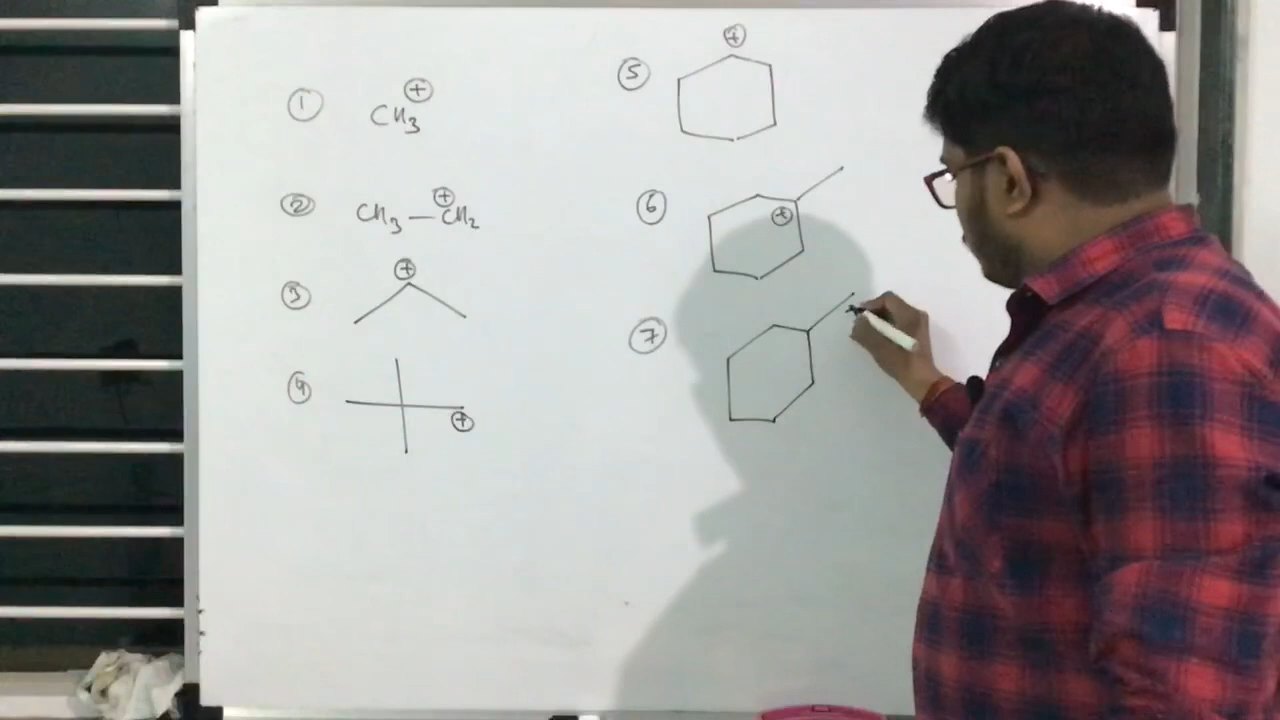 ① CH₃⊕
② CH₃—CH₂⊕
③ ⊕
④ ⊕
⑤ ⊕
⑥ ⊕
⑦